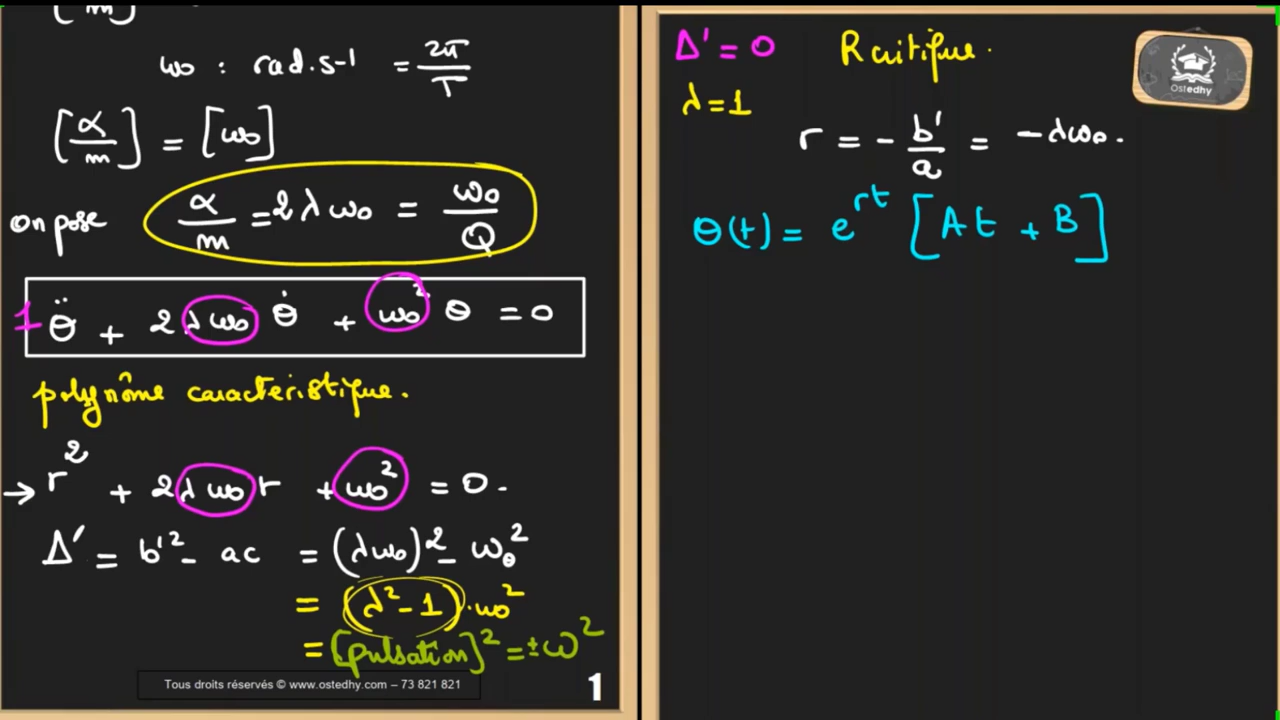 [m]
ω₀ : rad.s-1 = 2π/T
[α/m] = [ω₀]
on pose α/m = 2λω₀ = ω₀/Q
1 θ̈ + 2λω₀ θ̇ + ω₀² θ = 0
polynôme caracteristique.
→ r² + 2λω₀r + ω₀² = 0.
Δ' = b'² - ac = (λω₀)² - ω₀²
= (λ² - 1).ω₀²
= [pulsation]² = ± ω²
Tous droits réservés © www.ostedhy.com – 73 821 821
1
Δ' = 0 Critique.
λ = 1
r = - b'/a = -λω₀.
θ(t) = e^rt [At + B]
Ostedhy